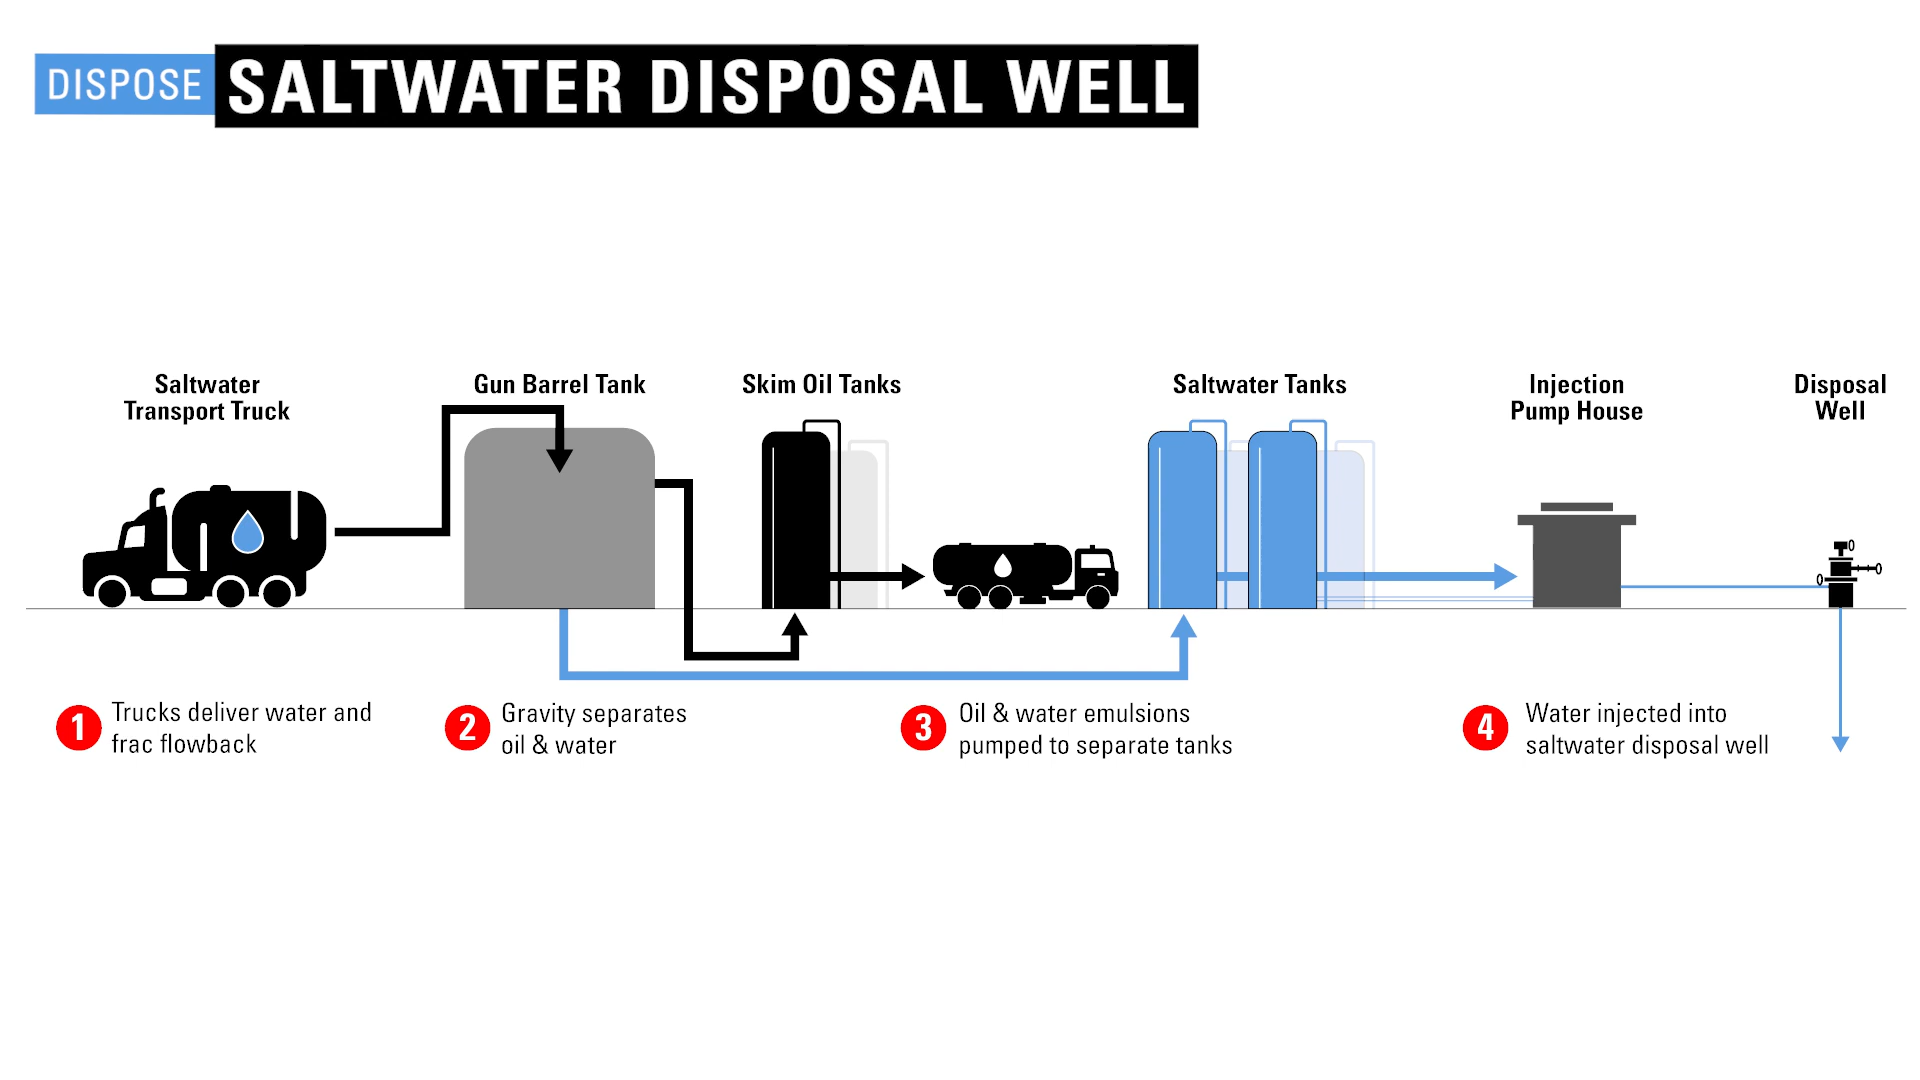 DISPOSE SALTWATER DISPOSAL WELL
Saltwater
Transport Truck
Gun Barrel Tank
Skim Oil Tanks
Saltwater Tanks
Injection
Pump House
Disposal
Well
1 Trucks deliver water and
frac flowback
2 Gravity separates
oil & water
3 Oil & water emulsions
pumped to separate tanks
4 Water injected into
saltwater disposal well